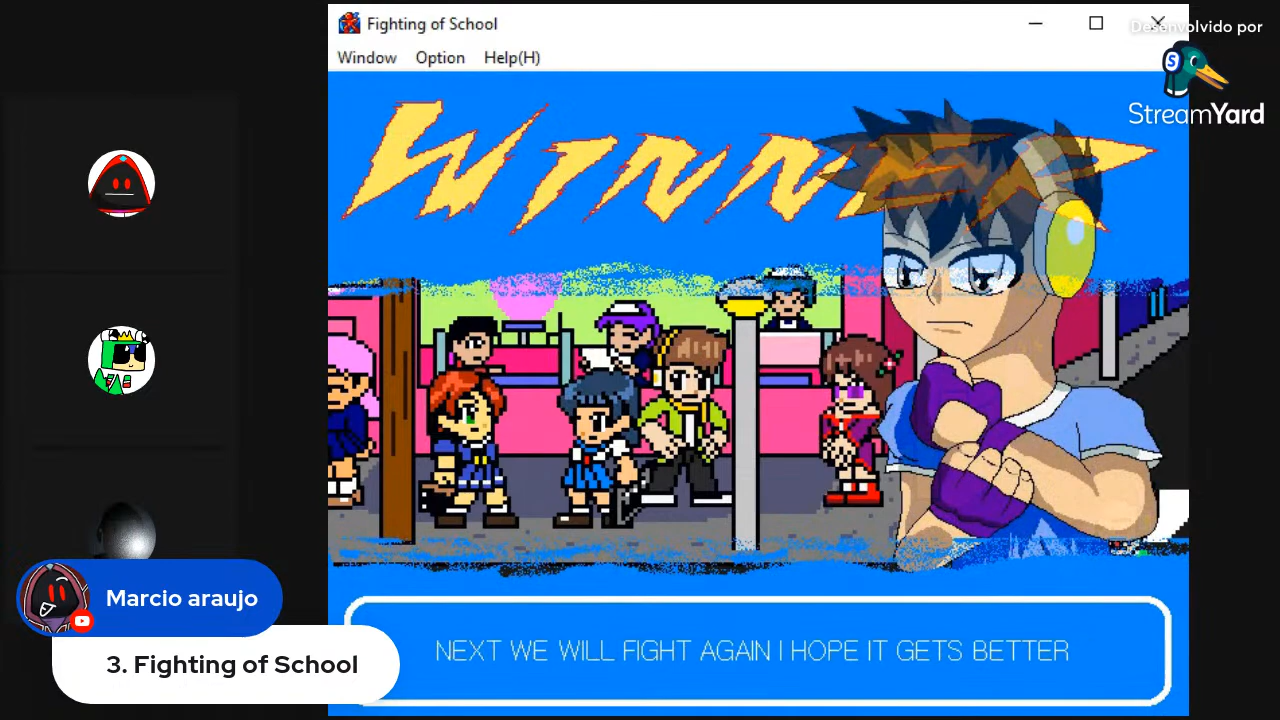 Fighting of School
Desenvolvido por
Window Option Help(H)
S
StreamYard
WINNER
Marcio araujo
3. Fighting of School
NEXT WE WILL FIGHT AGAIN I HOPE IT GETS BETTER